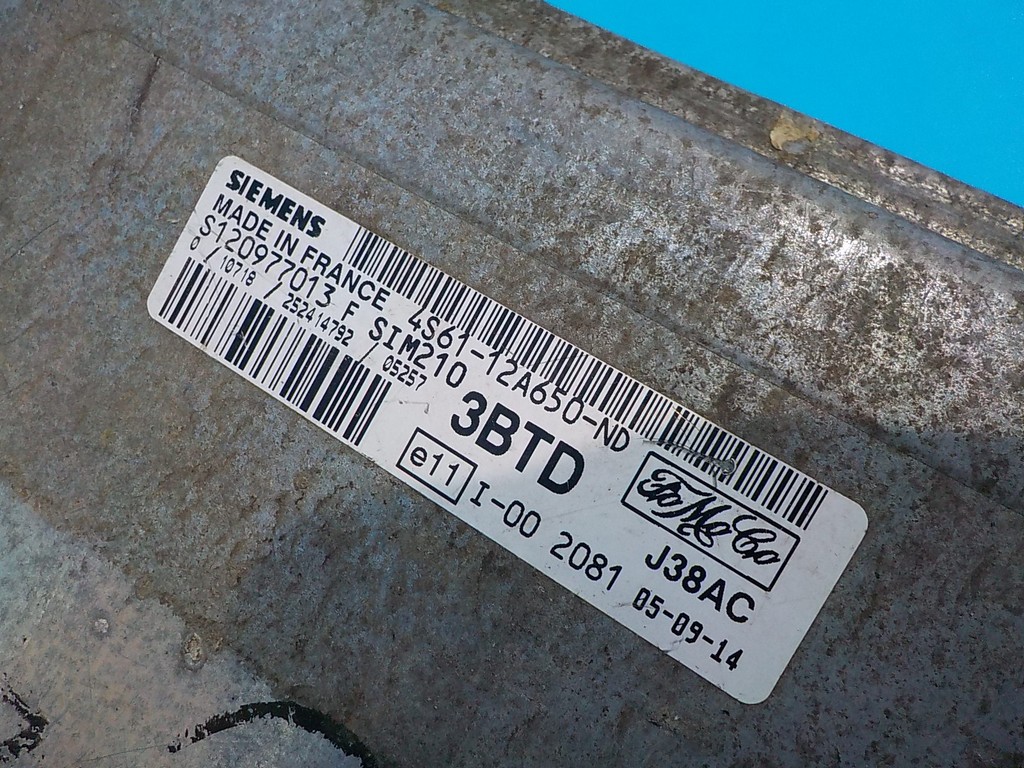 SIEMENS
MADE IN FRANCE 4S61-12A650-ND
S120977013 F SIM210
0 / 10718 / 252414792 / 05257
3BTD
FoMoCo
e11 I-00 2081 J38AC
05-09-14